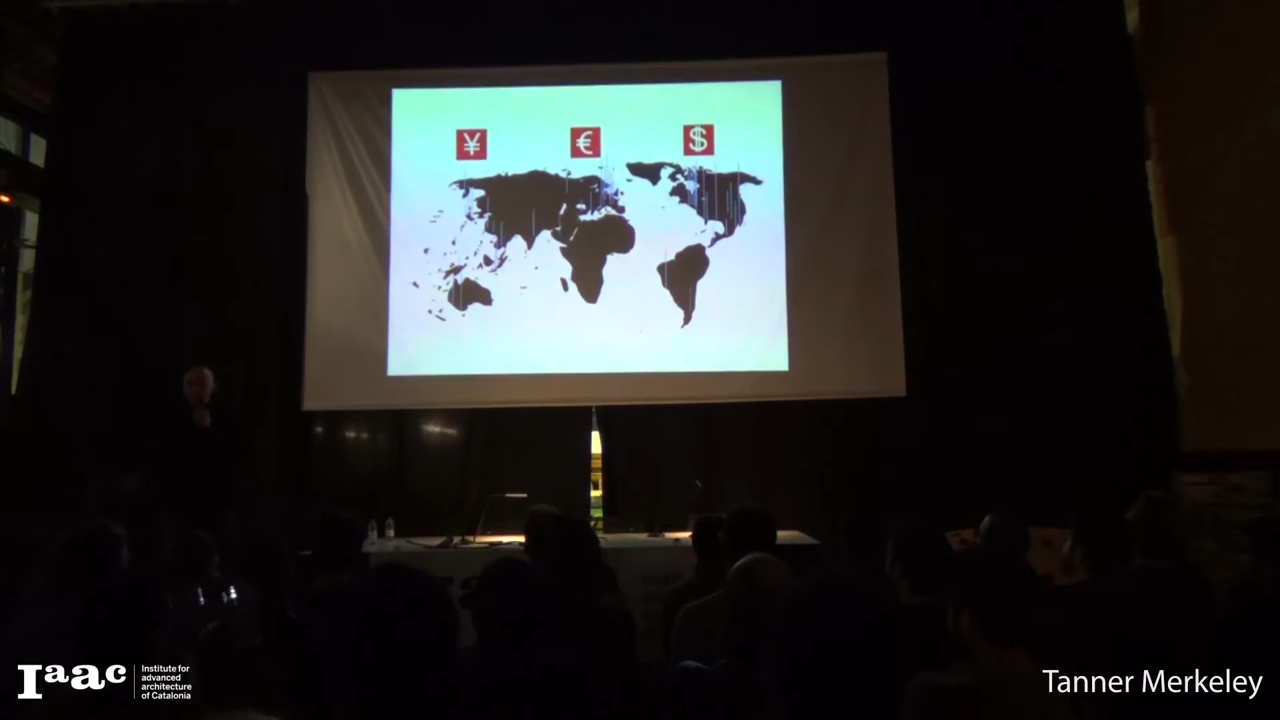 ¥ € $
Iaac
Institute for
advanced
architecture
of Catalonia
Tanner Merkeley